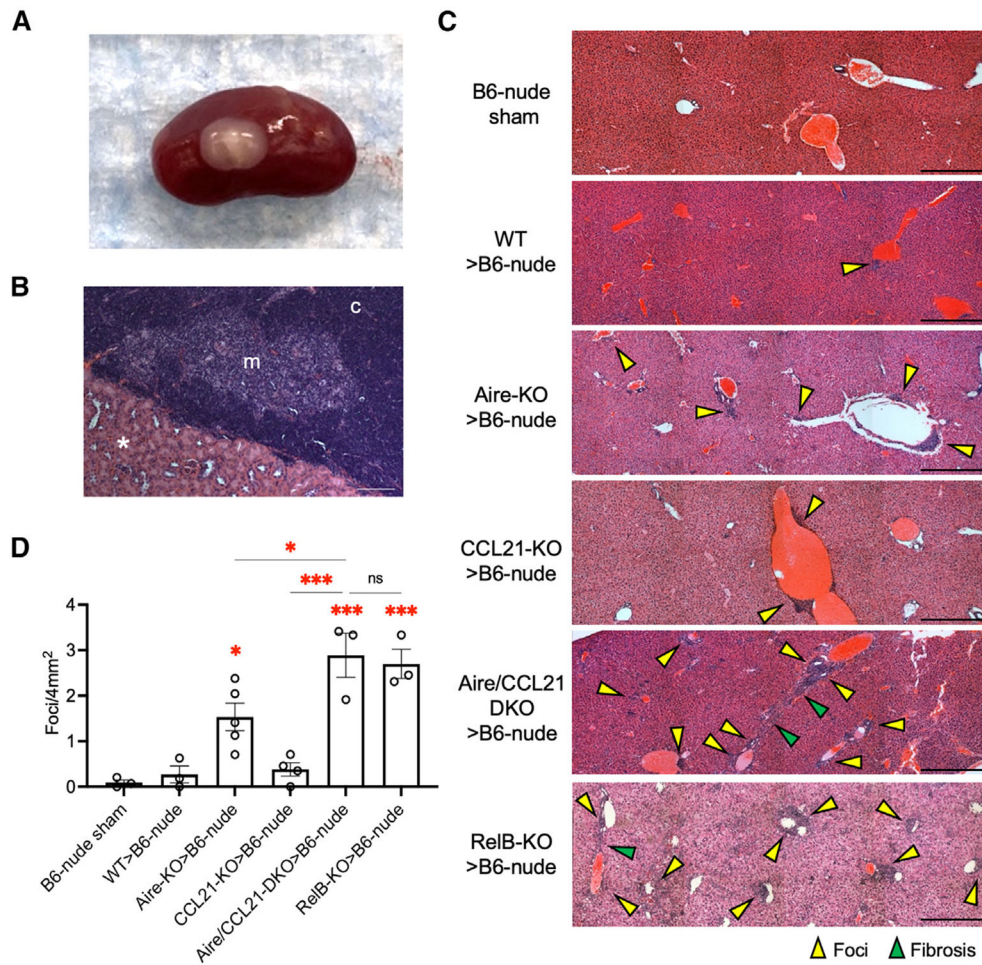 A
B
c
m
*
C
B6-nude
sham
WT
>B6-nude
Aire-KO
>B6-nude
CCL21-KO
>B6-nude
Aire/CCL21
DKO
>B6-nude
RelB-KO
>B6-nude
Foci
Fibrosis
D
*
***
ns
*
***
***
Foci/4mm²
4
3
2
1
0
B6-nude sham
WT>B6-nude
Aire-KO>B6-nude
CCL21-KO>B6-nude
Aire/CCL21-DKO>B6-nude
RelB-KO>B6-nude